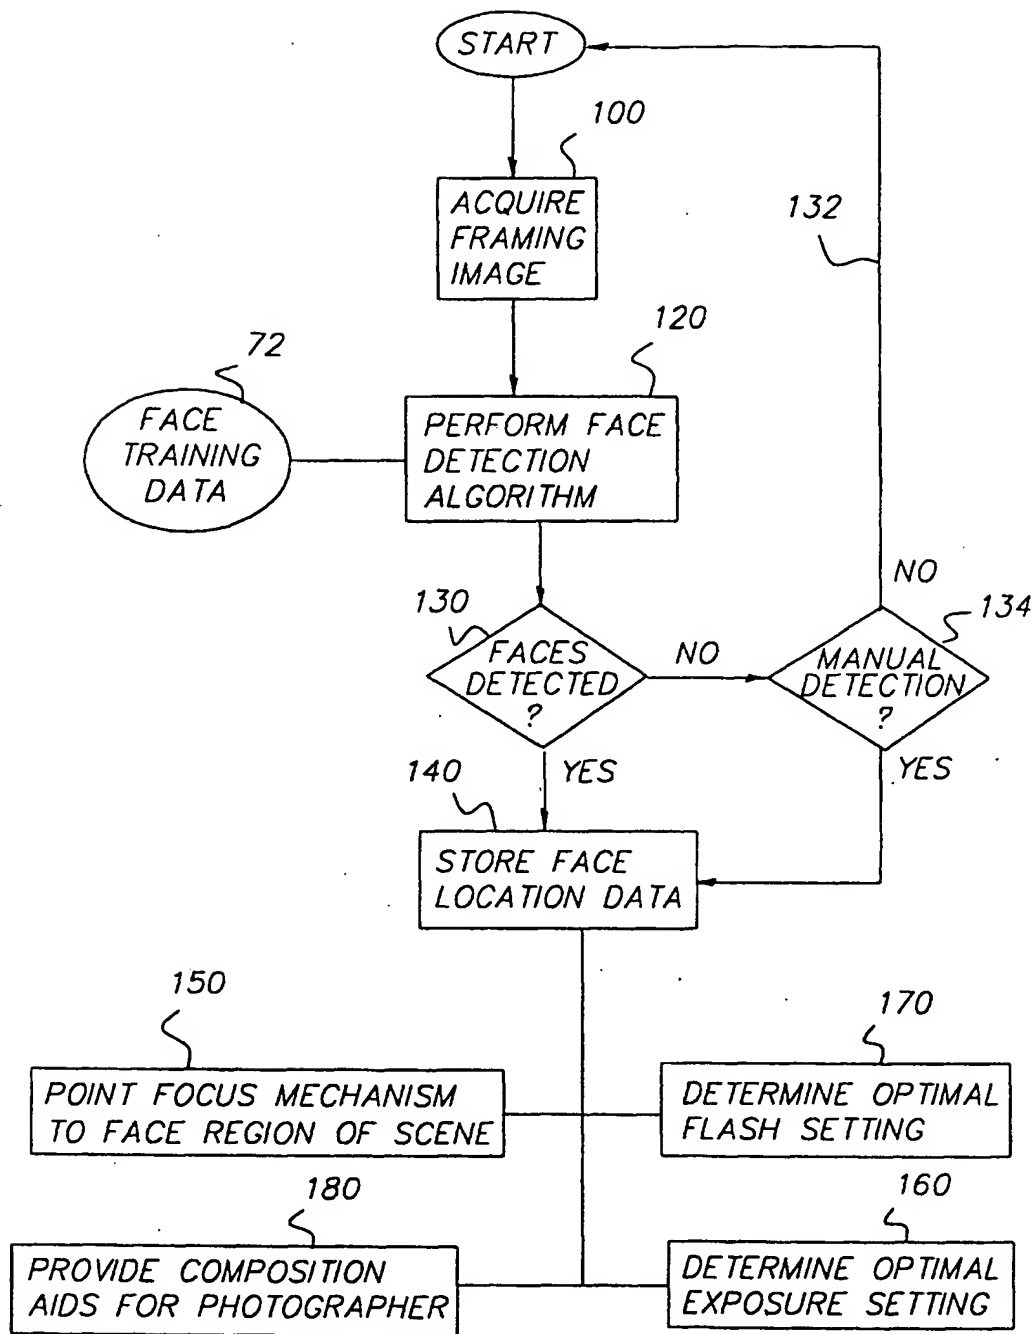 START
100
ACQUIRE
FRAMING
IMAGE
132
120
72
FACE
TRAINING
DATA
PERFORM FACE
DETECTION
ALGORITHM
NO
130
134
FACES
DETECTED
?
NO
MANUAL
DETECTION
?
140
YES
YES
STORE FACE
LOCATION DATA
150
170
POINT FOCUS MECHANISM
TO FACE REGION OF SCENE
DETERMINE OPTIMAL
FLASH SETTING
180
160
PROVIDE COMPOSITION
AIDS FOR PHOTOGRAPHER
DETERMINE OPTIMAL
EXPOSURE SETTING